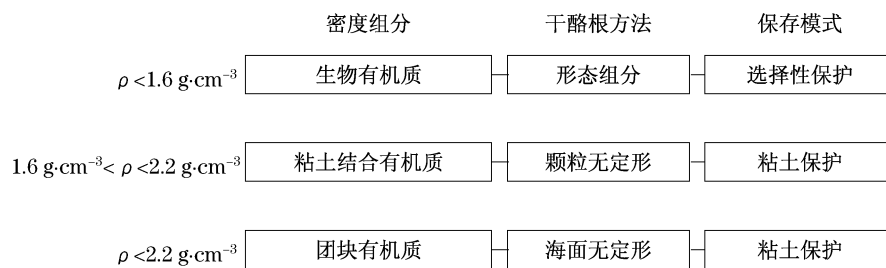 密度组分 干酪根方法 保存模式
ρ<1.6 g·cm⁻³ 生物有机质 形态组分 选择性保护
1.6 g·cm⁻³< ρ <2.2 g·cm⁻³ 粘土结合有机质 颗粒无定形 粘土保护
ρ<2.2 g·cm⁻³ 团块有机质 海面无定形 粘土保护